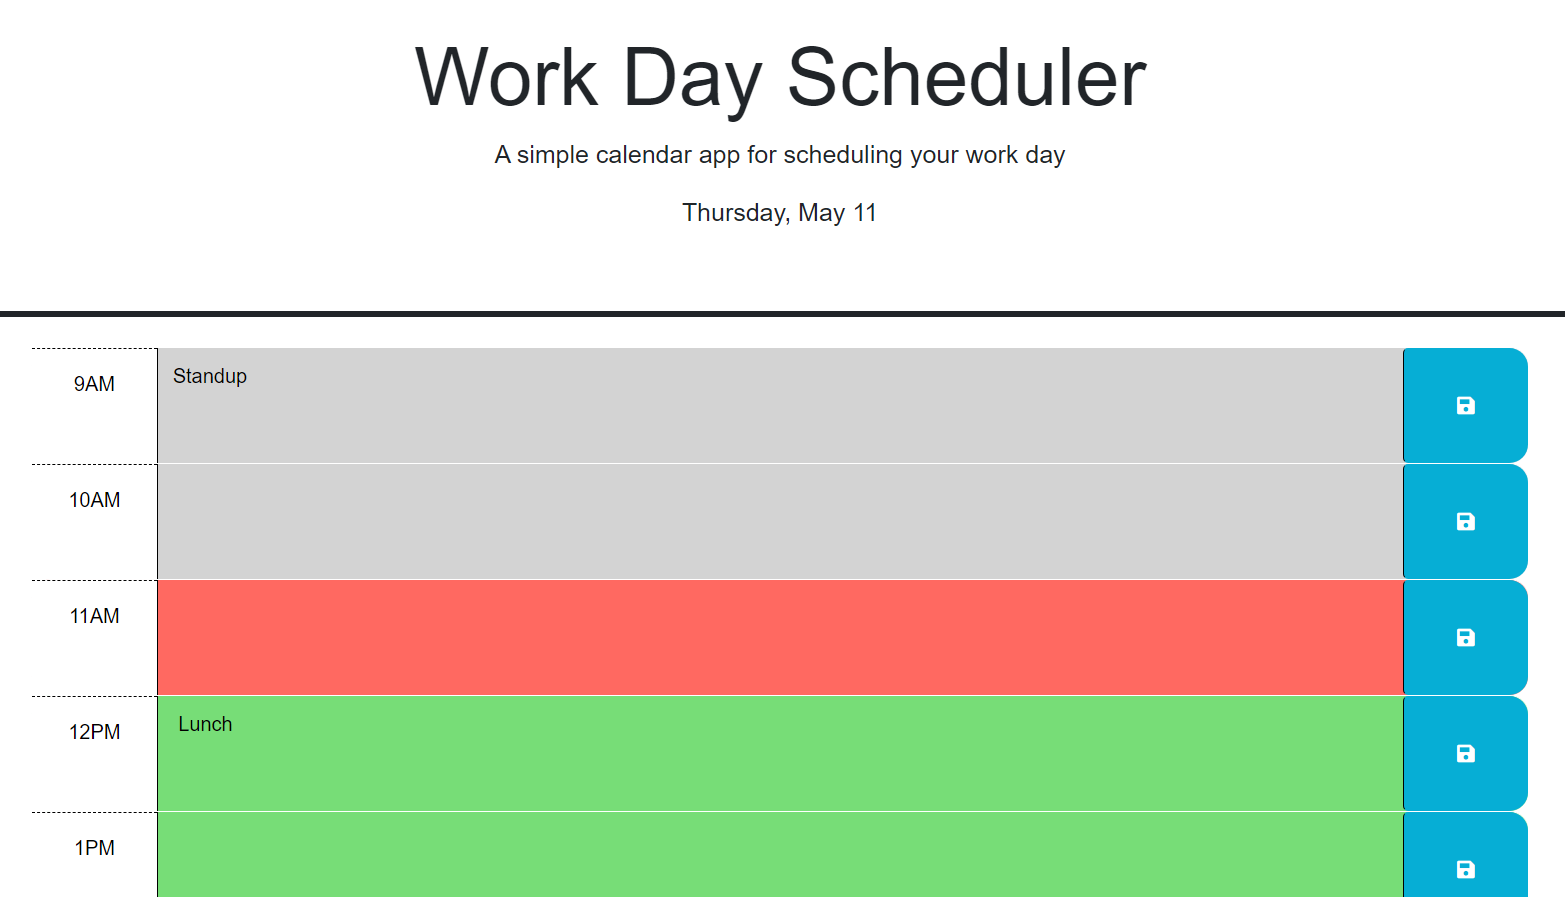 Work Day Scheduler
A simple calendar app for scheduling your work day
Thursday, May 11
9AM Standup
10AM
11AM
12PM Lunch
1PM